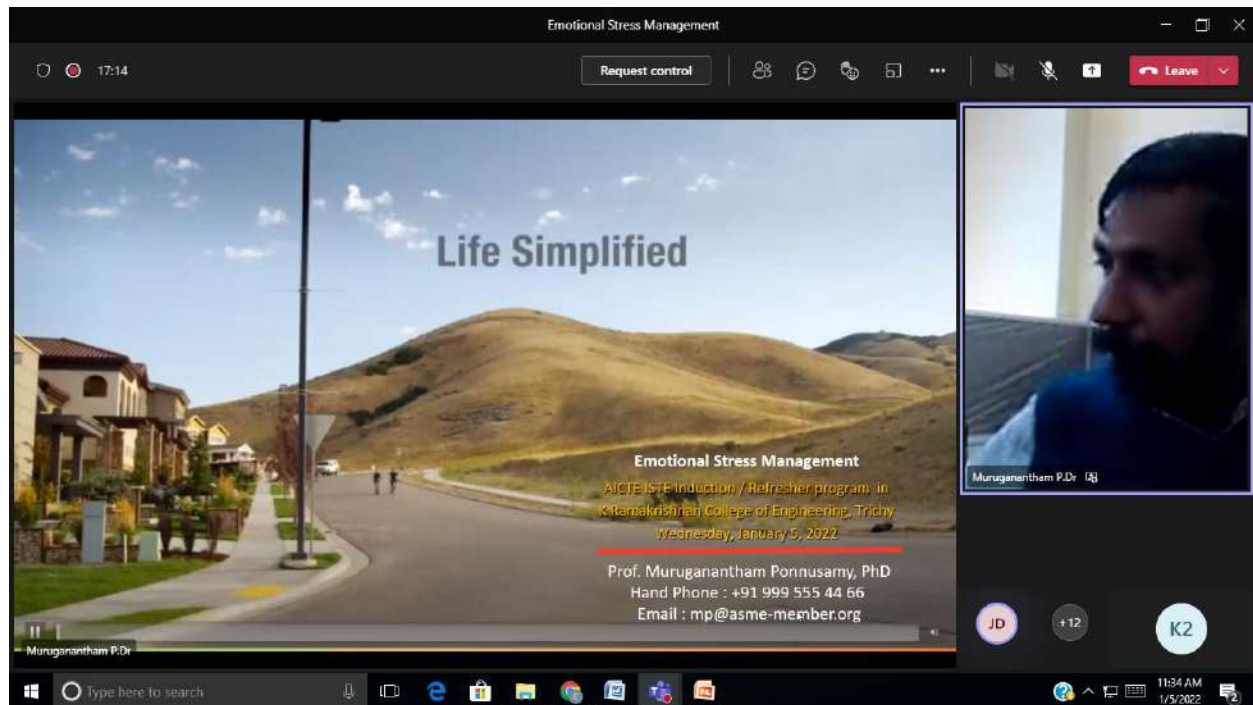 Emotional Stress Management
17:14
Request control
Leave
Life Simplified
Emotional Stress Management
AICTE ISTE Induction / Refresher program in
K Ramakrishnan College of Engineering, Trichy
Wednesday, January 5, 2022
Prof. Muruganantham Ponnusamy, PhD
Hand Phone : +91 999 555 44 66
Email : mp@asme-member.org
Muruganantham P.Dr
Muruganantham P.Dr
JD
+12
K2
Type here to search
11:34 AM
1/5/2022
2